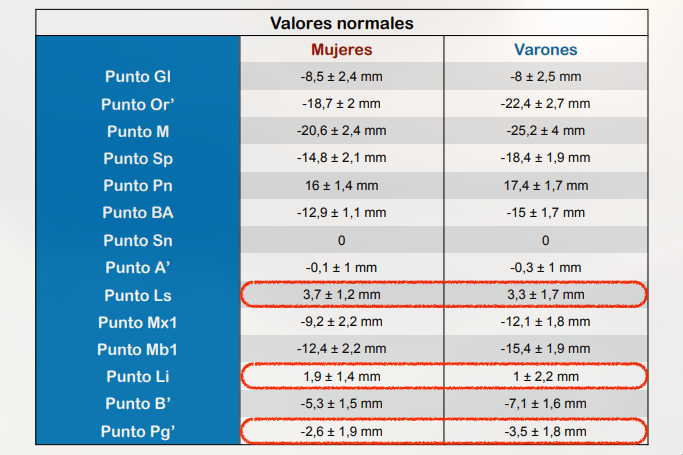 Valores normales
Mujeres Varones
Punto Gl -8,5 ± 2,4 mm -8 ± 2,5 mm
Punto Or’ -18,7 ± 2 mm -22,4 ± 2,7 mm
Punto M -20,6 ± 2,4 mm -25,2 ± 4 mm
Punto Sp -14,8 ± 2,1 mm -18,4 ± 1,9 mm
Punto Pn 16 ± 1,4 mm 17,4 ± 1,7 mm
Punto BA -12,9 ± 1,1 mm -15 ± 1,7 mm
Punto Sn 0 0
Punto A’ -0,1 ± 1 mm -0,3 ± 1 mm
Punto Ls 3,7 ± 1,2 mm 3,3 ± 1,7 mm
Punto Mx1 -9,2 ± 2,2 mm -12,1 ± 1,8 mm
Punto Mb1 -12,4 ± 2,2 mm -15,4 ± 1,9 mm
Punto Li 1,9 ± 1,4 mm 1 ± 2,2 mm
Punto B’ -5,3 ± 1,5 mm -7,1 ± 1,6 mm
Punto Pg’ -2,6 ± 1,9 mm -3,5 ± 1,8 mm